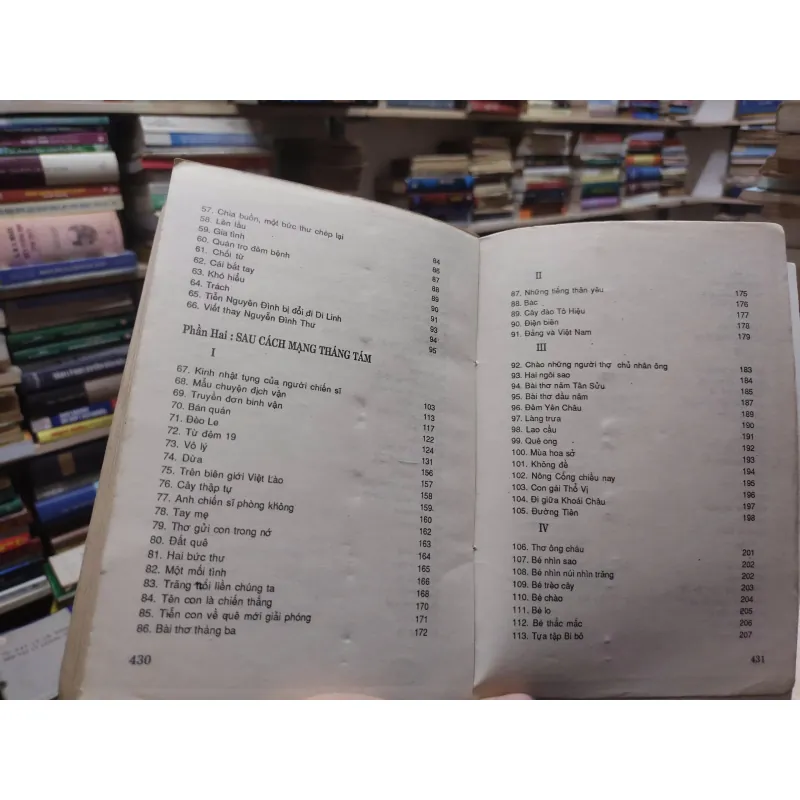 57. Chia buồn, một bức thư chép lại 84
58. Lên lầu 86
59. Gia tình 87
60. Quán trọ đêm bệnh 88
61. Chối từ 89
62. Cái bắt tay 90
63. Khó hiểu 91
64. Trách 93
65. Tiễn Nguyên Đình bị đổi đi Di Linh 94
66. Viết thay Nguyễn Đình Thư 95
Phần Hai : SAU CÁCH MẠNG THÁNG TÁM
I
67. Kinh nhật tụng của người chiến sĩ 103
68. Mẩu chuyện địch vận 113
69. Truyền đơn binh vận 117
70. Bán quán 122
71. Đèo Le 124
72. Từ đêm 19 131
73. Vô lý 156
74. Dừa 157
75. Trên biên giới Việt Lào 158
76. Cây thập tự 159
77. Anh chiến sĩ phòng không 160
78. Tay mẹ 162
79. Thơ gửi con trong nớ 163
80. Đất quê 164
81. Hai bức thư 165
82. Một mối tình 166
83. Trăng nối liền chúng ta 168
84. Tên con là chiến thắng 170
85. Tiễn con về quê mới giải phóng 171
86. Bài thơ tháng ba 172
430
II
87. Những tiếng thân yêu 175
88. Bac 176
89. Cây đào Tô Hiệu 176
90. Điện biên 178
91. Đảng và Việt Nam 179
III
92. Chào những người thợ chủ nhân ông 183
93. Hai ngôi sao 184
94. Bài thơ năm Tân Sửu 185
95. Bài thơ đầu năm 187
96. Đêm Yên Châu 189
97. Làng trưa 190
98. Lao cầu 191
99. Quê ong 192
100. Mùa hoa sở 193
101. Không đề 194
102. Nông Cống chiều nay 195
103. Con gái Thổ Vị 196
104. Đi giữa Khoái Châu 198
105. Đường Tiên 198
IV
106. Thơ ông cháu 201
107. Bé nhìn sao 202
108. Bé nhìn núi nhìn trăng 202
109. Bé trèo cây 203
110. Bé chào 204
111. Bé lo 205
112. Bé thắc mắc 206
113. Tựa tập Bi bô 207
431